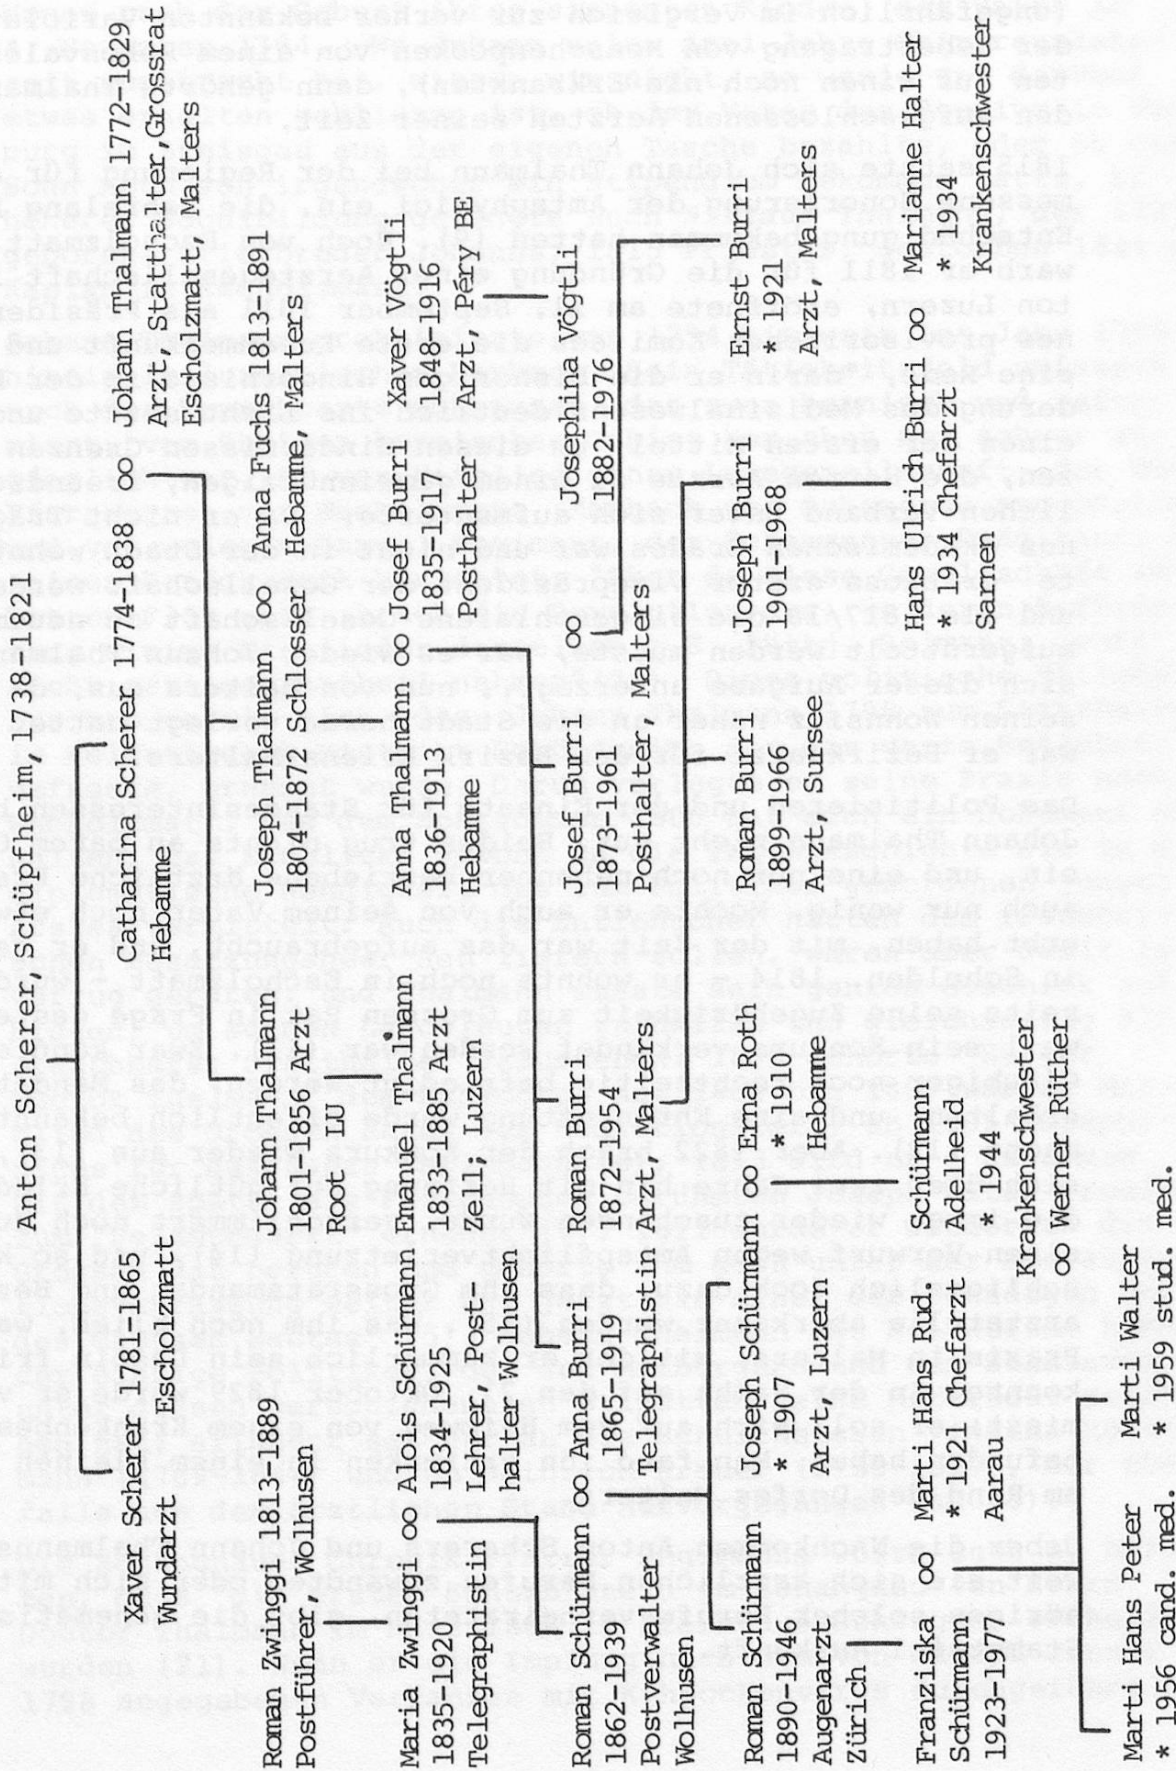 Anton Scherer, Schüpfheim, 1738-1821
Xaver Scherer 1781-1865
Wundarzt Escholzmatt
Catharina Scherer 1774-1838 oo Johann Thalmann 1772-1829
Hebamme
Arzt, Statthalter, Grossrat
Escholzmatt, Malters
Roman Zwinggi 1813-1889
Postführer, Wolhusen
Johann Thalmann
1801-1856 Arzt
Root LU
Joseph Thalmann oo Anna Fuchs 1813-1891
1804-1877 Schlosser Hebamme, Malters
Maria Zwinggi oo Alois Schürmann
1835-1920 1834-1925
Telegraphistin Lehrer, Post-
halter Wolhusen
Emanuel Thalmann
1833-1885 Arzt
Zell, Luzern
Anna Thalmann oo Josef Burri
1836-1911 1835-1917
Hebamme Posthalter
Xaver Vögtli
1848-1916
Arzt, Péry BE
Roman Schürmann oo Anna Burri
1862-1939 1865-1919
Postverwalter Telegraphistin
Wolhusen
Roman Burri
1872-1954
Arzt, Malters
Josef Burri oo Josephina Vögtli
1873-1961 1882-1976
Posthalter, Malters
Roman Schürmann
1890-1946
Augenarzt
Zürich
Joseph Schürmann oo Erna Roth
* 1907 * 1910
Arzt, Luzern Hebamme
Roman Burri
1899-1966
Arzt, Sursee
Joseph Burri
1901-1968
Ernst Burri
* 1921
Arzt, Malters
Franziska oo Marti Hans Rud.
Schürmann * 1921 Chefarzt
1923-1977 Aarau
Schürmann
Adelheid
* 1944
Krankenschwester
oo Werner Rüther
Hans Ulrich Burri oo Marianne Halter
* 1934 Chefarzt * 1934
Sarnen Krankenschwester
Marti Hans Peter Marti Walter
* 1956 cand. med. * 1959 stud. med.